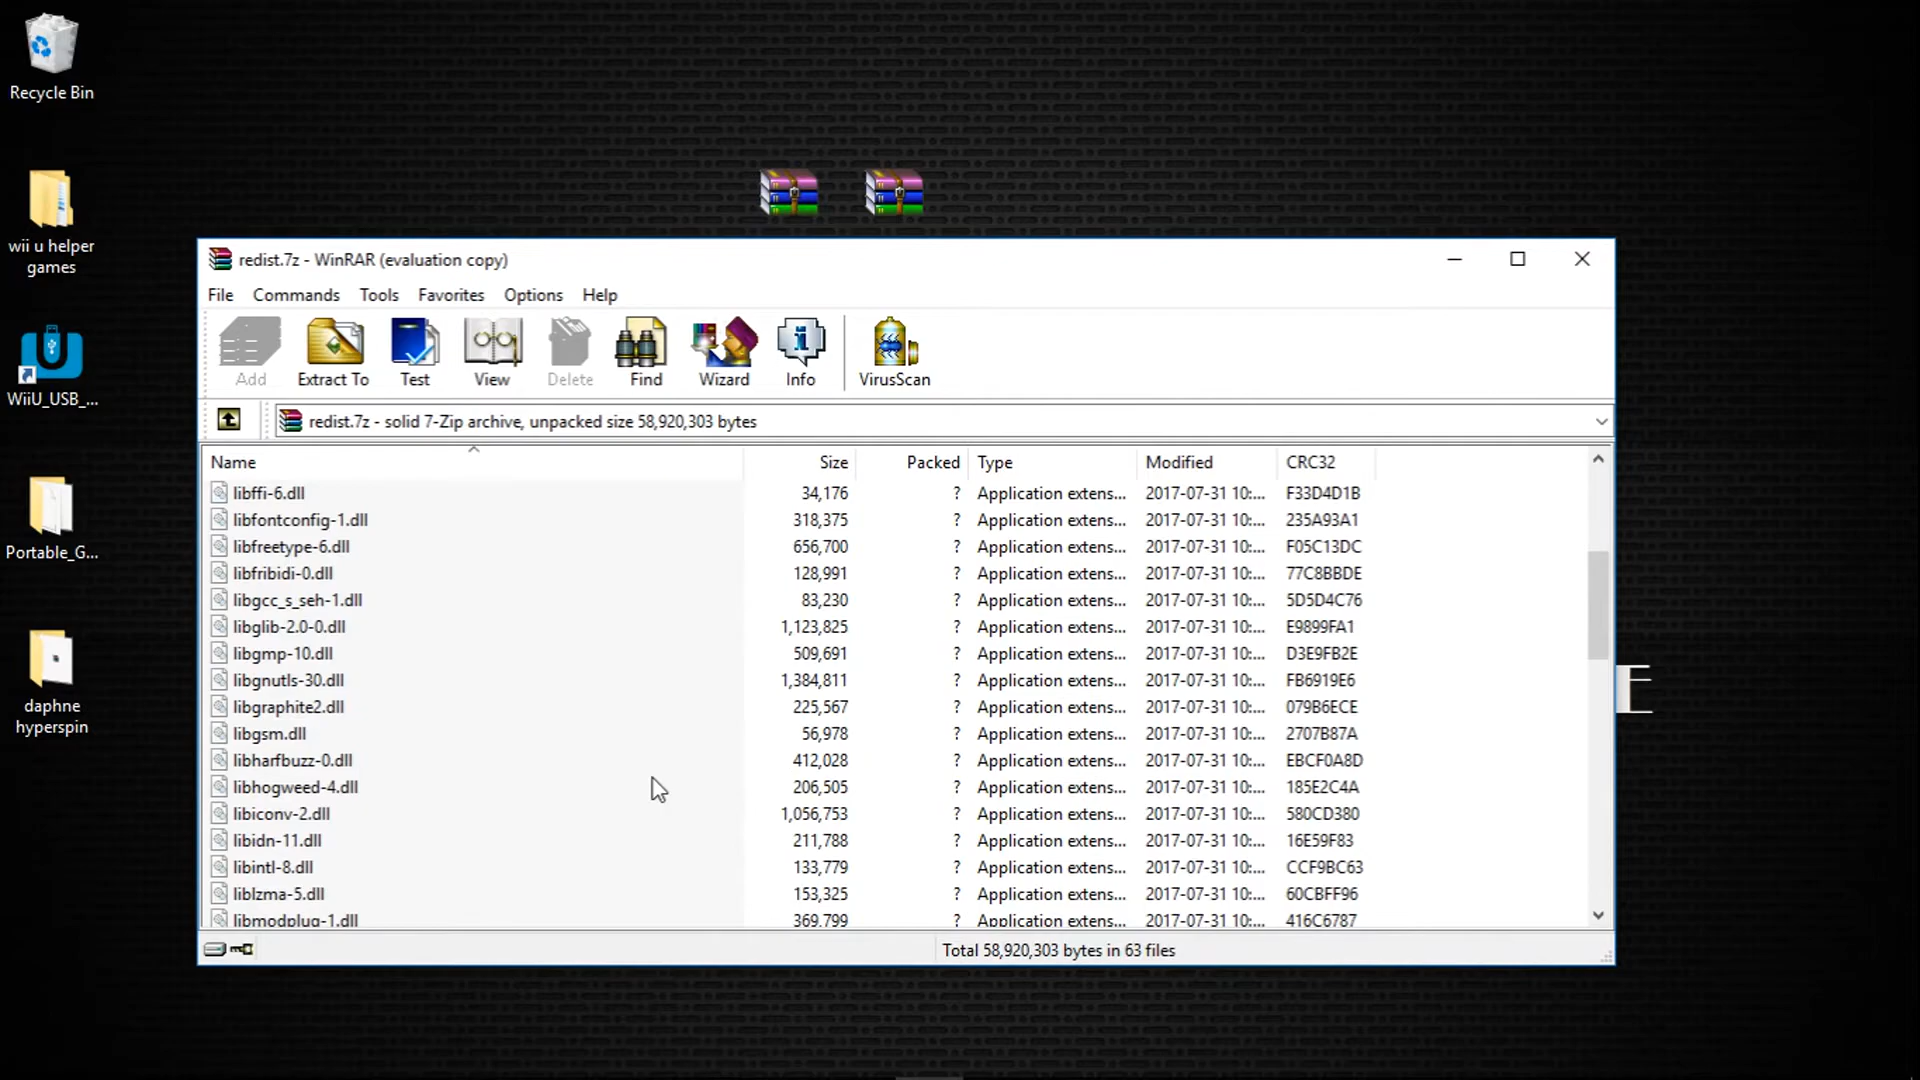 Recycle Bin
wii u helper
games
WiiU_USB_...
Portable_G...
daphne
hyperspin
redist.7z - WinRAR (evaluation copy)
File Commands Tools Favorites Options Help
Add Extract To Test View Delete Find Wizard Info VirusScan
redist.7z - solid 7-Zip archive, unpacked size 58,920,303 bytes
Name Size Packed Type Modified CRC32
libffi-6.dll 34,176 ? Application extens... 2017-07-31 10:... F33D4D1B
libfontconfig-1.dll 318,375 ? Application extens... 2017-07-31 10:... 235A93A1
libfreetype-6.dll 656,700 ? Application extens... 2017-07-31 10:... F05C13DC
libfribidi-0.dll 128,991 ? Application extens... 2017-07-31 10:... 77C8BBDE
libgcc_s_seh-1.dll 83,230 ? Application extens... 2017-07-31 10:... 5D5D4C76
libglib-2.0-0.dll 1,123,825 ? Application extens... 2017-07-31 10:... E9899FA1
libgmp-10.dll 509,691 ? Application extens... 2017-07-31 10:... D3E9FB2E
libgnutls-30.dll 1,384,811 ? Application extens... 2017-07-31 10:... FB6919E6
libgraphite2.dll 225,567 ? Application extens... 2017-07-31 10:... 079B6ECE
libgsm.dll 56,978 ? Application extens... 2017-07-31 10:... 2707B87A
libharfbuzz-0.dll 412,028 ? Application extens... 2017-07-31 10:... EBCF0A8D
libhogweed-4.dll 206,505 ? Application extens... 2017-07-31 10:... 185E2C4A
libiconv-2.dll 1,056,753 ? Application extens... 2017-07-31 10:... 580CD380
libidn-11.dll 211,788 ? Application extens... 2017-07-31 10:... 16E59F83
libintl-8.dll 133,779 ? Application extens... 2017-07-31 10:... CCF9BC63
liblzma-5.dll 153,325 ? Application extens... 2017-07-31 10:... 60CBFF96
libmodplug-1.dll 369,799 ? Application extens... 2017-07-31 10:... 416C6787
Total 58,920,303 bytes in 63 files
E